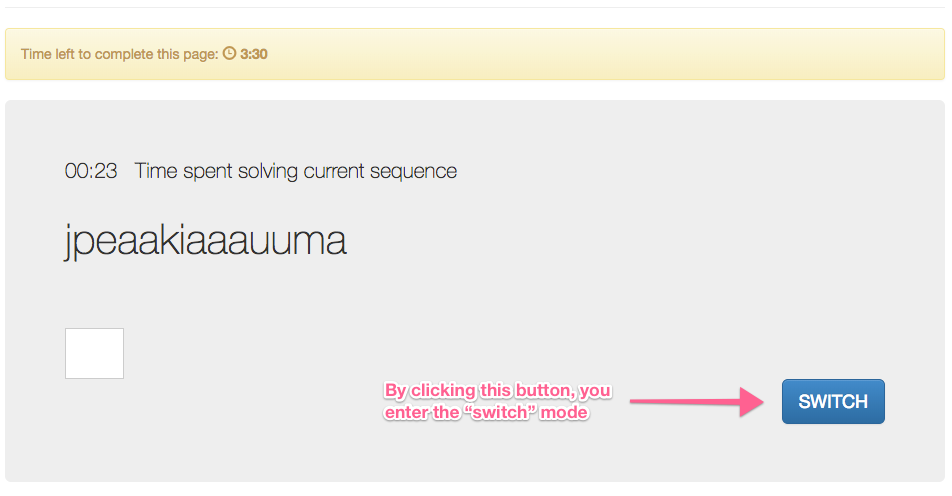 Time left to complete this page: 3:30
00:23 Time spent solving current sequence
jpeaakiaaauuma
By clicking this button, you
enter the “switch” mode
SWITCH